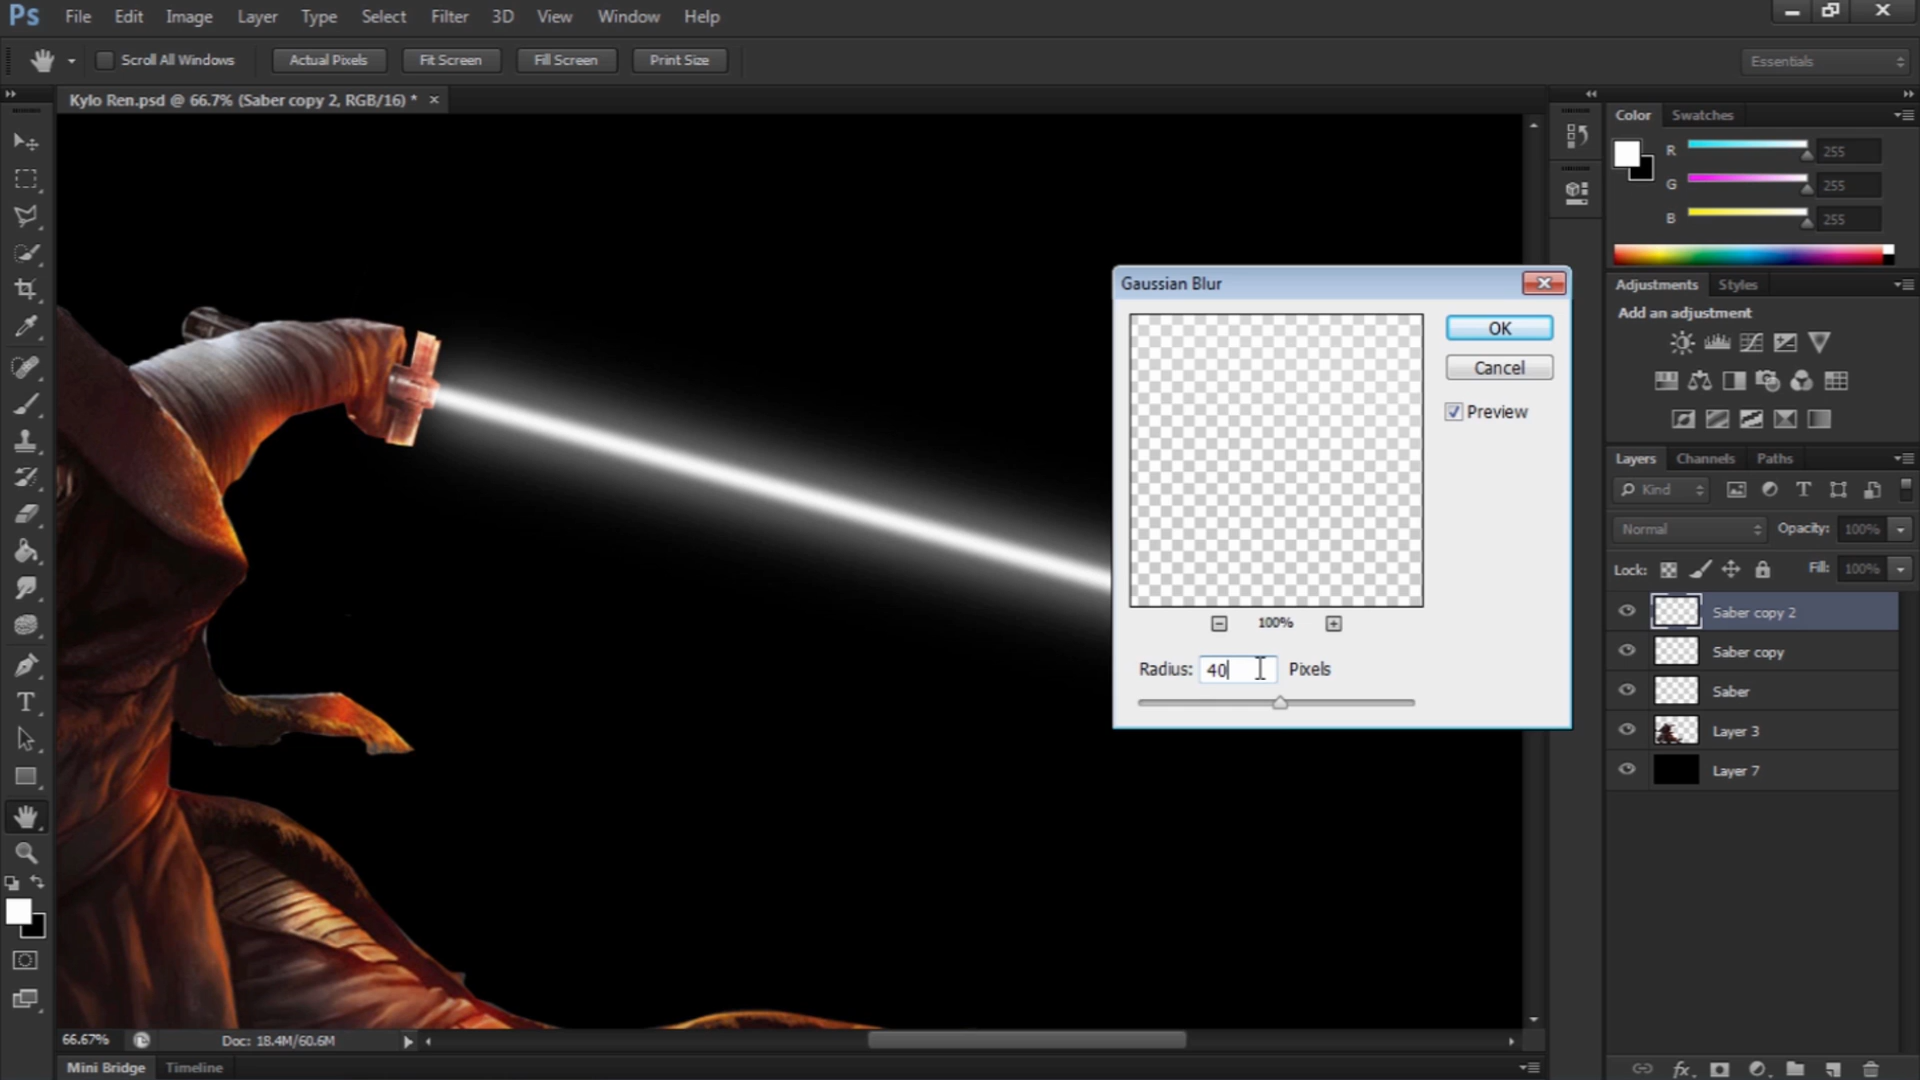 Ps File Edit Image Layer Type Select Filter 3D View Window Help
Scroll All Windows Actual Pixels Fit Screen Fill Screen Print Size Essentials
Kylo Ren.psd @ 66.7% (Saber copy 2, RGB/16) * ×
Color Swatches
R 255
G 255
B 255
Adjustments Styles
Add an adjustment
Gaussian Blur
OK
Cancel
Preview
100%
Radius: 40 Pixels
Layers Channels Paths
Kind
Normal Opacity: 100%
Lock: Fill: 100%
Saber copy 2
Saber copy
Saber
Layer 3
Layer 7
66.67% Doc: 18.4M/60.6M
Mini Bridge Timeline